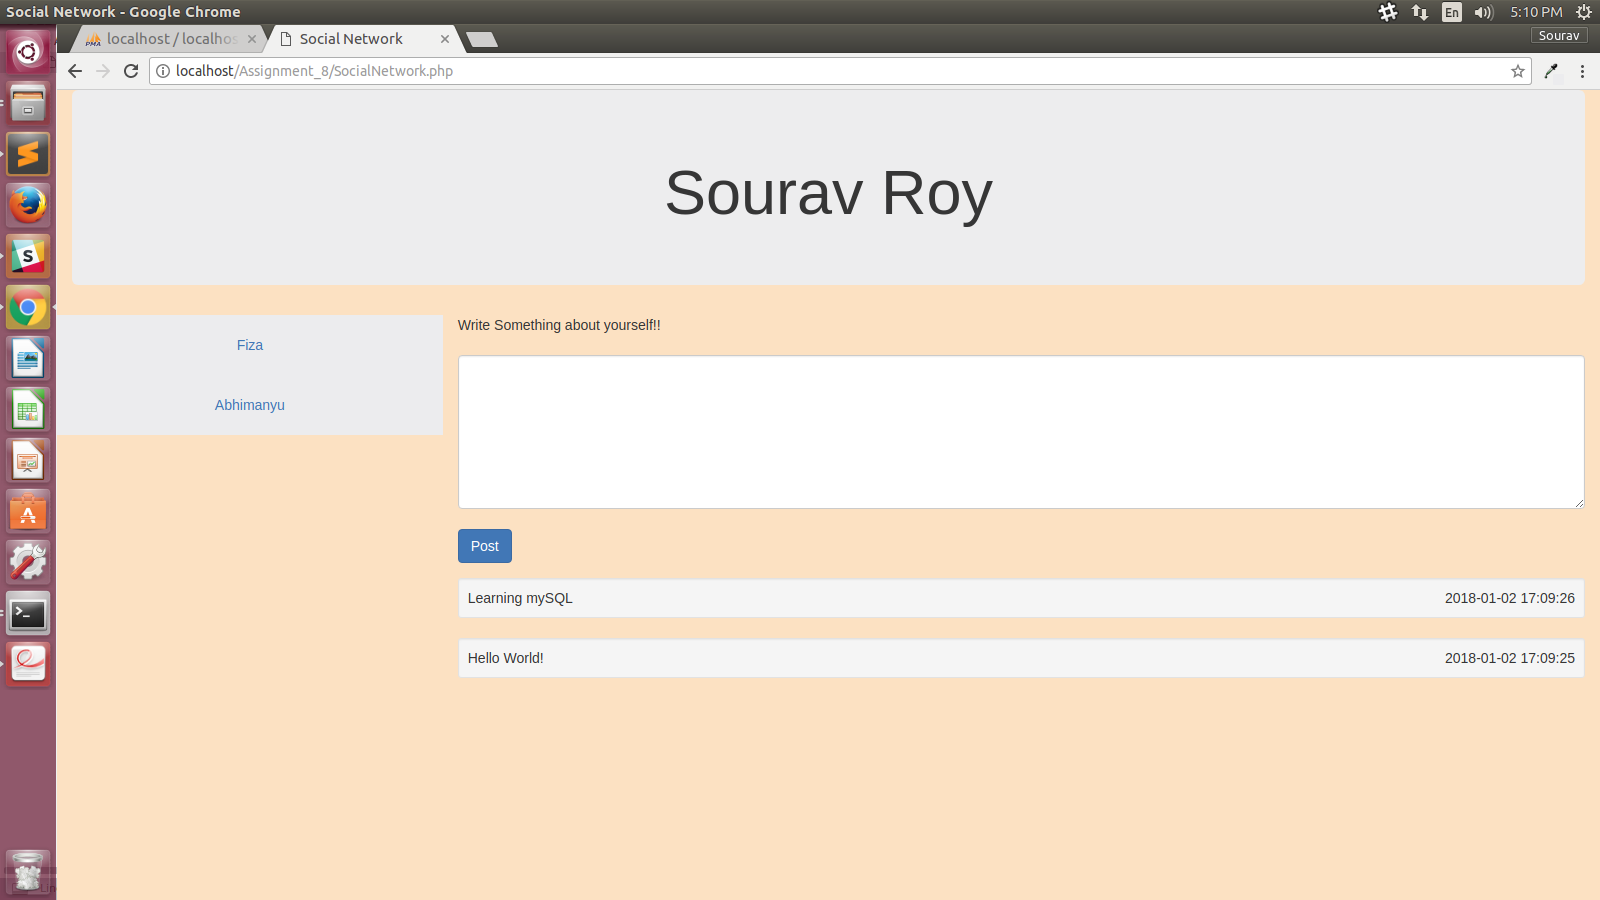 Social Network - Google Chrome
En
5:10 PM
localhost / localhos
Social Network
Sourav
localhost/Assignment_8/SocialNetwork.php
Sourav Roy
Write Something about yourself!!
Fiza
Abhimanyu
Post
Learning mySQL 2018-01-02 17:09:26
Hello World! 2018-01-02 17:09:25